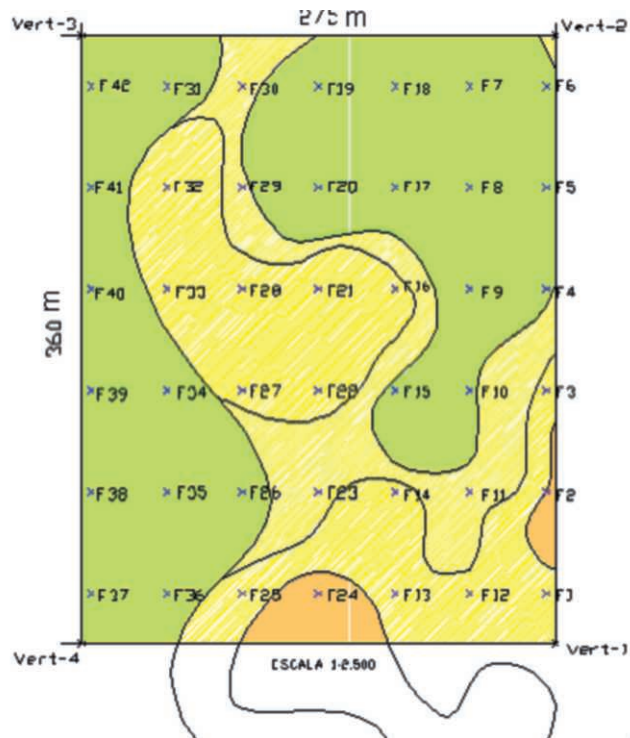 275 m
Vert-3 Vert-2
F42 F31 F30 F19 F18 F7 F6
F41 F32 F29 F20 F17 F8 F5
360 m
F40 F33 F28 F21 F16 F9 F4
F39 F34 F27 F22 F15 F10 F3
F38 F35 F26 F23 F14 F11 F2
F37 F36 F25 F24 F13 F12 F1
Vert-4 Vert-1
ESCALA 1:2.500